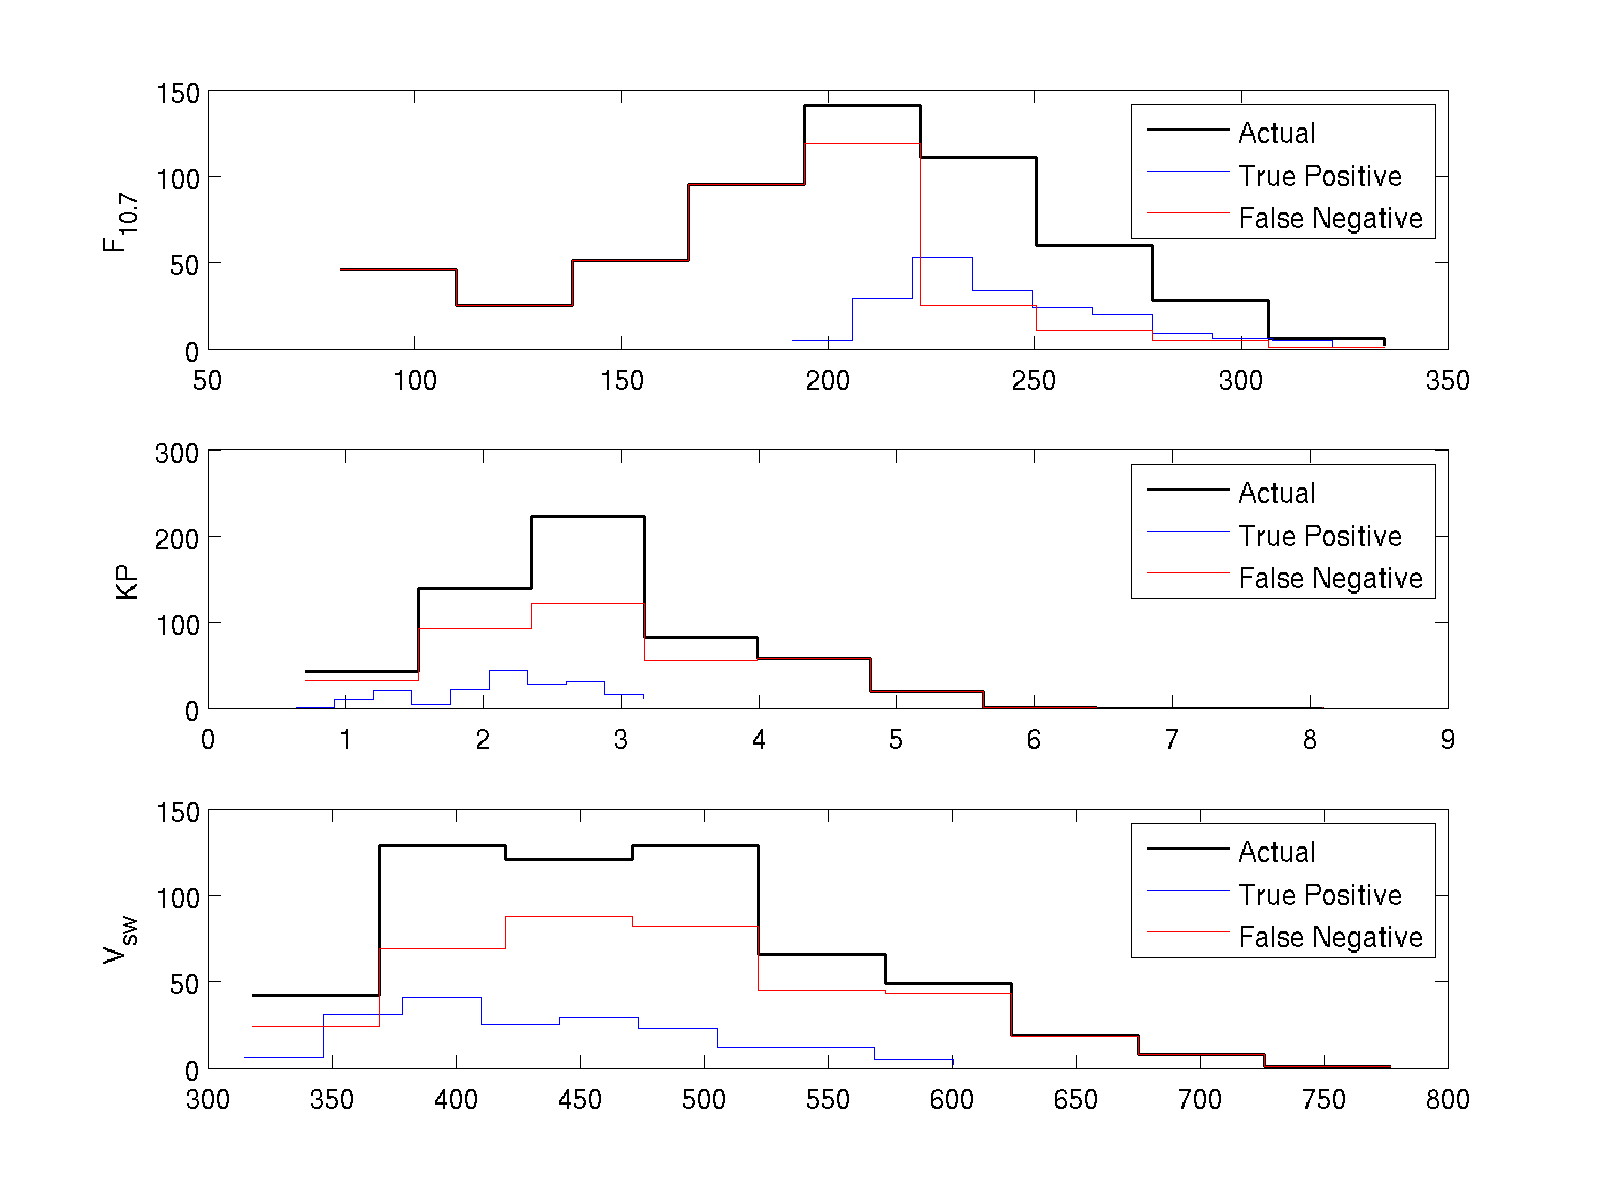 150
100
50
0
F10.7
50 100 150 200 250 300 350
Actual
True Positive
False Negative
300
200
100
0
KP
0 1 2 3 4 5 6 7 8 9
Actual
True Positive
False Negative
150
100
50
0
Vsw
300 350 400 450 500 550 600 650 700 750 800
Actual
True Positive
False Negative